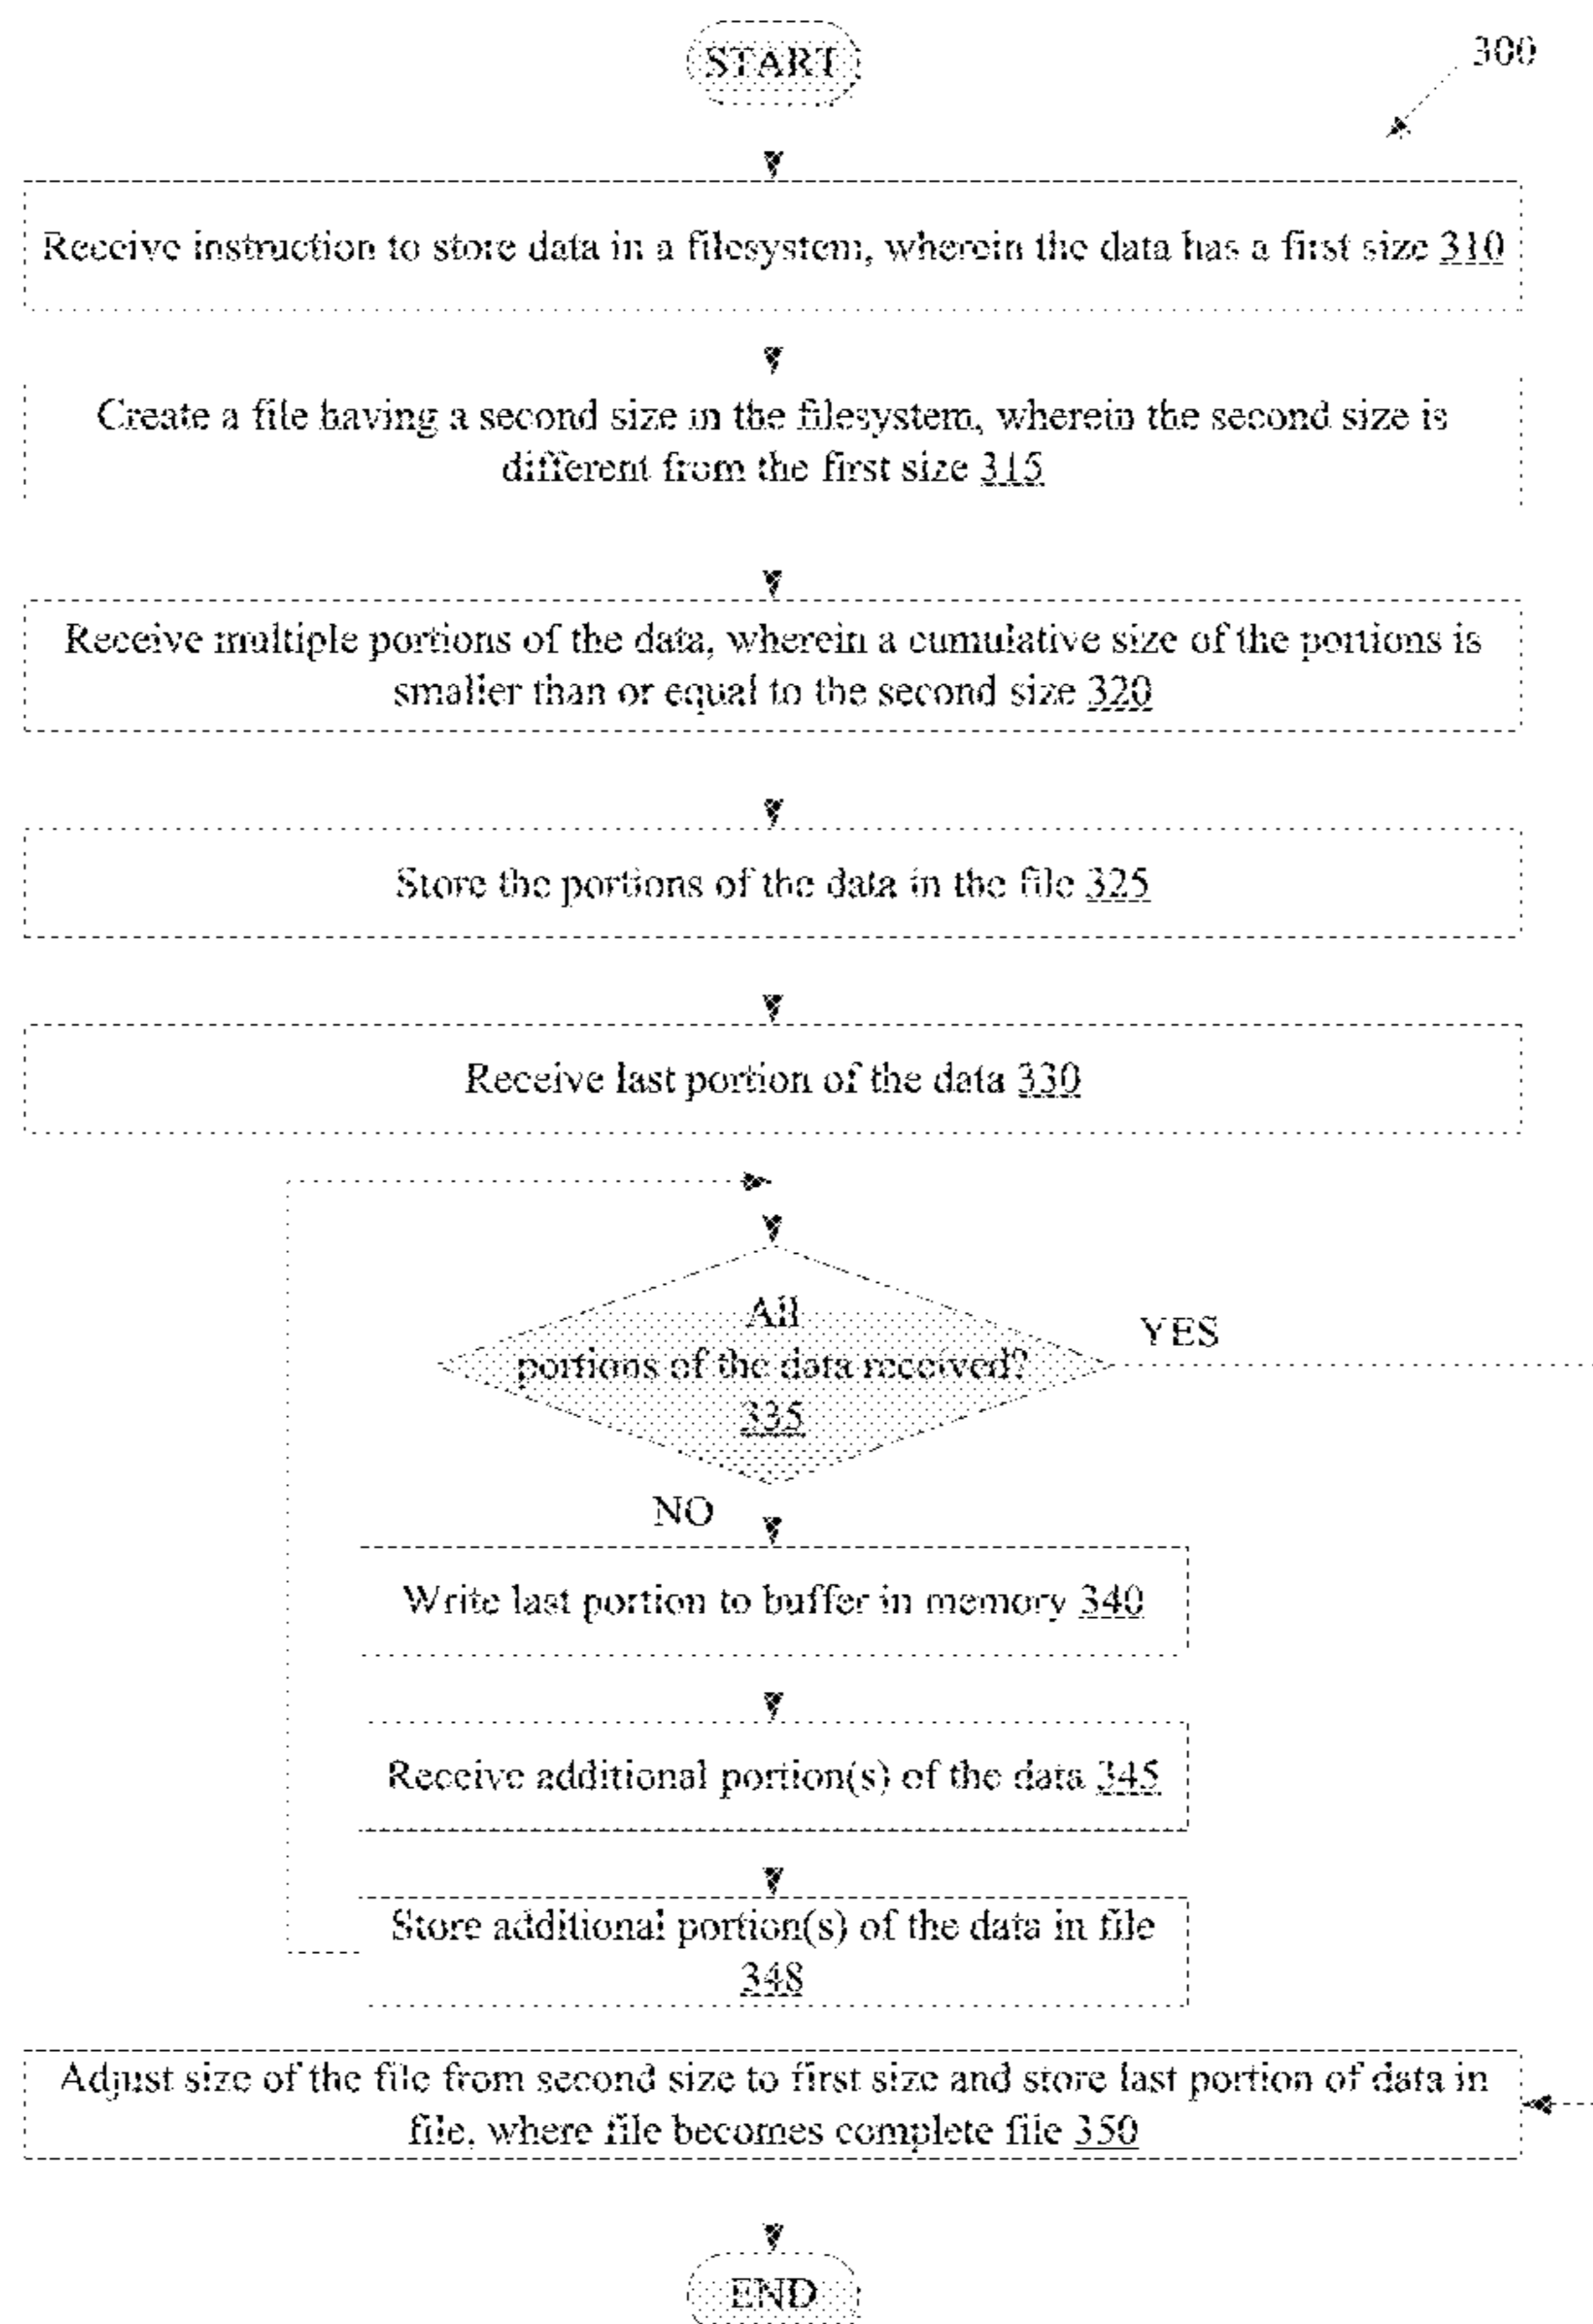 START
300
Receive instruction to store data in a filesystem, wherein the data has a first size 310
Create a file having a second size in the filesystem, wherein the second size is
different from the first size 315
Receive multiple portions of the data, wherein a cumulative size of the portions is
smaller than or equal to the second size 320
Store the portions of the data in the file 325
Receive last portion of the data 330
All
portions of the data received?
335
YES
NO
Write last portion to buffer in memory 340
Receive additional portion(s) of the data 345
Store additional portion(s) of the data in file
348
Adjust size of the file from second size to first size and store last portion of data in
file, where file becomes complete file 350
END